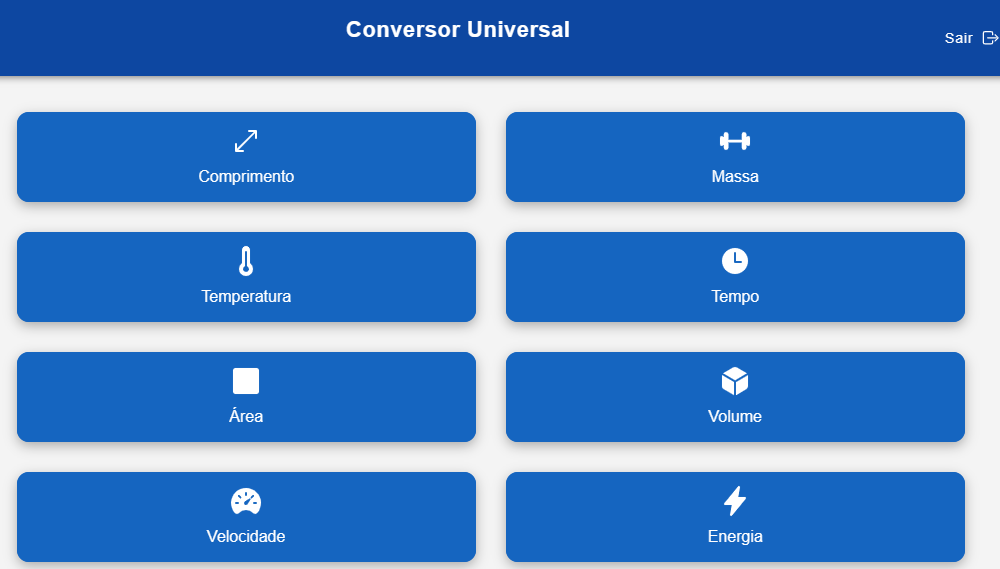 Conversor Universal
Sair
Comprimento
Massa
Temperatura
Tempo
Área
Volume
Velocidade
Energia